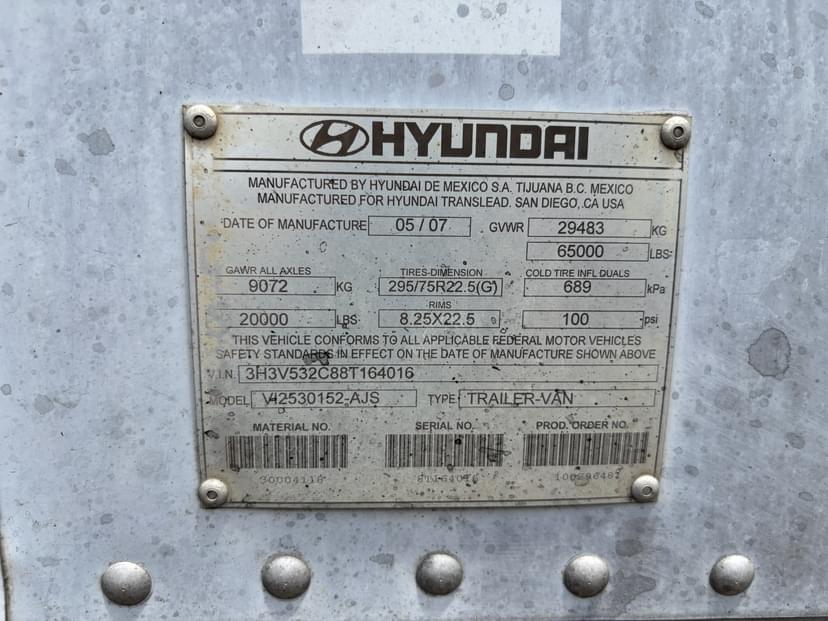 HYUNDAI
MANUFACTURED BY HYUNDAI DE MEXICO S.A. TIJUANA B.C. MEXICO
MANUFACTURED FOR HYUNDAI TRANSLEAD. SAN DIEGO, CA USA
DATE OF MANUFACTURE 05 / 07 GVWR 29483 KG
65000 LBS
GAWR ALL AXLES TIRES-DIMENSION COLD TIRE INFL DUALS
9072 KG 295/75R22.5(G) 689 kPa
RIMS
20000 LBS 8.25X22.5 100 psi
THIS VEHICLE CONFORMS TO ALL APPLICABLE FEDERAL MOTOR VEHICLES
SAFETY STANDARDS IN EFFECT ON THE DATE OF MANUFACTURE SHOWN ABOVE
V.I.N. 3H3V532C88T164016
MODEL VI2530152-AJS TYPE TRAILER-VAN
MATERIAL NO. SERIAL NO. PROD. ORDER NO.
30004118 8T164016